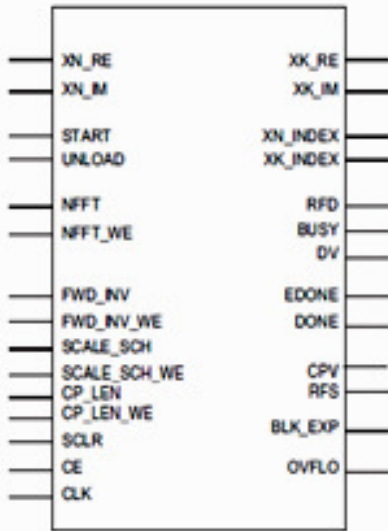 XN_RE
XN_IM
START
UNLOAD
NFFT
NFFT_WE
FWD_INV
FWD_INV_WE
SCALE_SCH
SCALE_SCH_WE
CP_LEN
CP_LEN_WE
SCLR
CE
CLK
XK_RE
XK_IM
XN_INDEX
XK_INDEX
RFD
BUSY
DV
EDONE
DONE
CPV
RFS
BLK_EXP
OVFLO